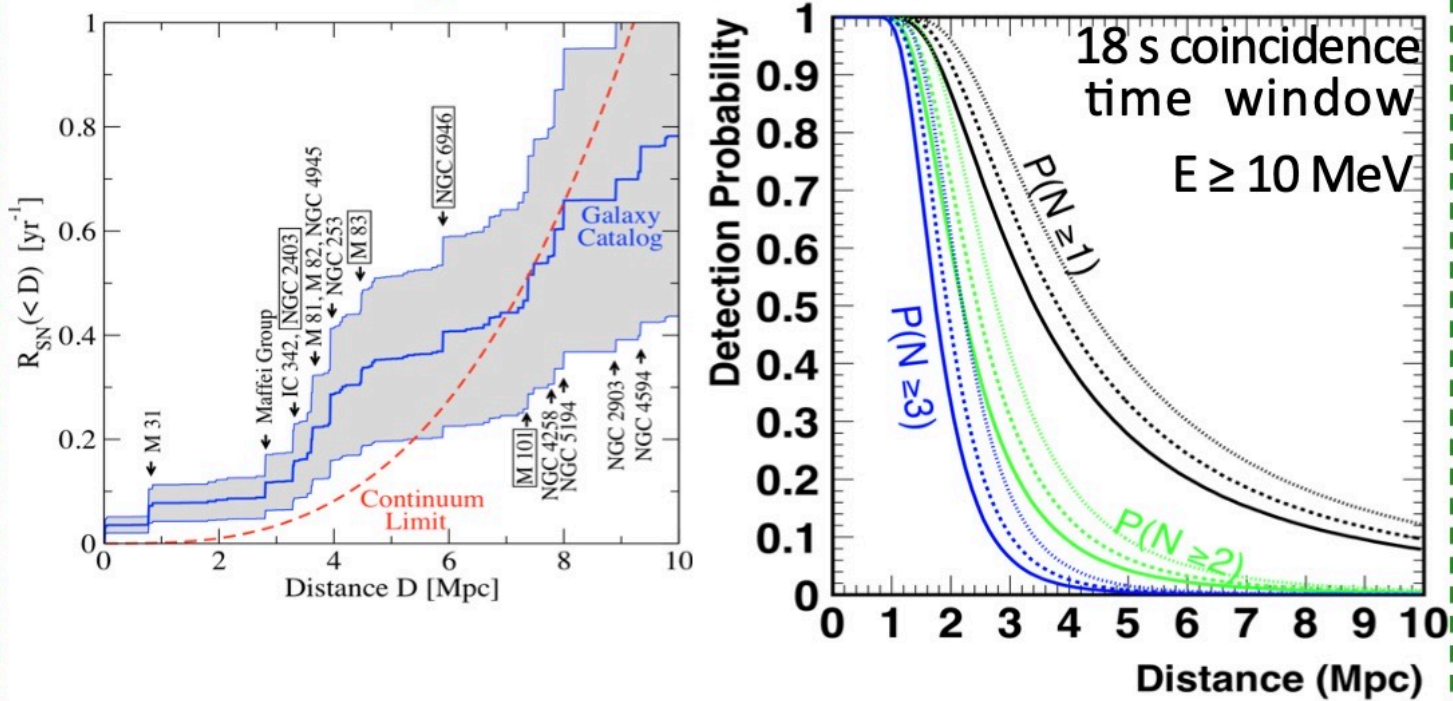 R_SN(< D) [yr⁻¹]
1
0.8
0.6
0.4
0.2
0
M 31
Maffei Group
IC 342, NGC 2403
M 81, M 82, NGC 4945
NGC 253
M 83
NGC 6946
Galaxy
Catalog
Continuum
Limit
M 101
NGC 4258
NGC 5194
NGC 2903
NGC 4594
0 2 4 6 8 10
Distance D [Mpc]
Detection Probability
1
0.9
0.8
0.7
0.6
0.5
0.4
0.3
0.2
0.1
0
18 s coincidence
time window
E ≥ 10 MeV
P(N ≥1)
P(N ≥3)
P(N ≥2)
0 1 2 3 4 5 6 7 8 9 10
Distance (Mpc)